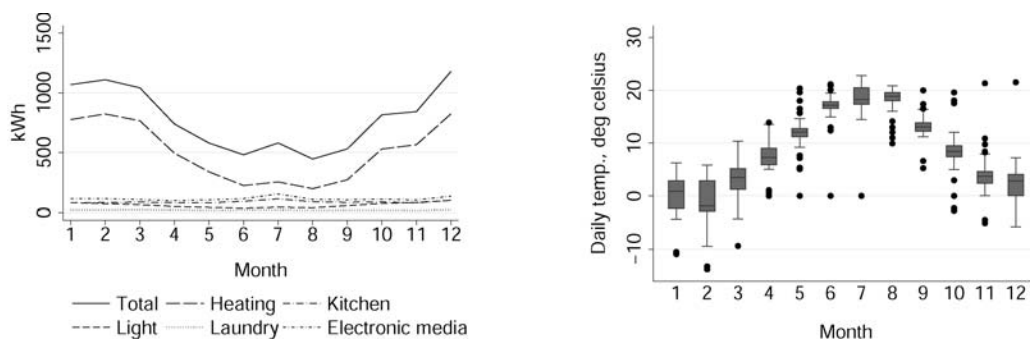 1500
1000
500
0
kWh
1 2 3 4 5 6 7 8 9 10 11 12
Month
Total Heating Kitchen
Light Laundry Electronic media
30
20
10
0
−10
Daily temp., deg celsius
1 2 3 4 5 6 7 8 9 10 11 12
Month